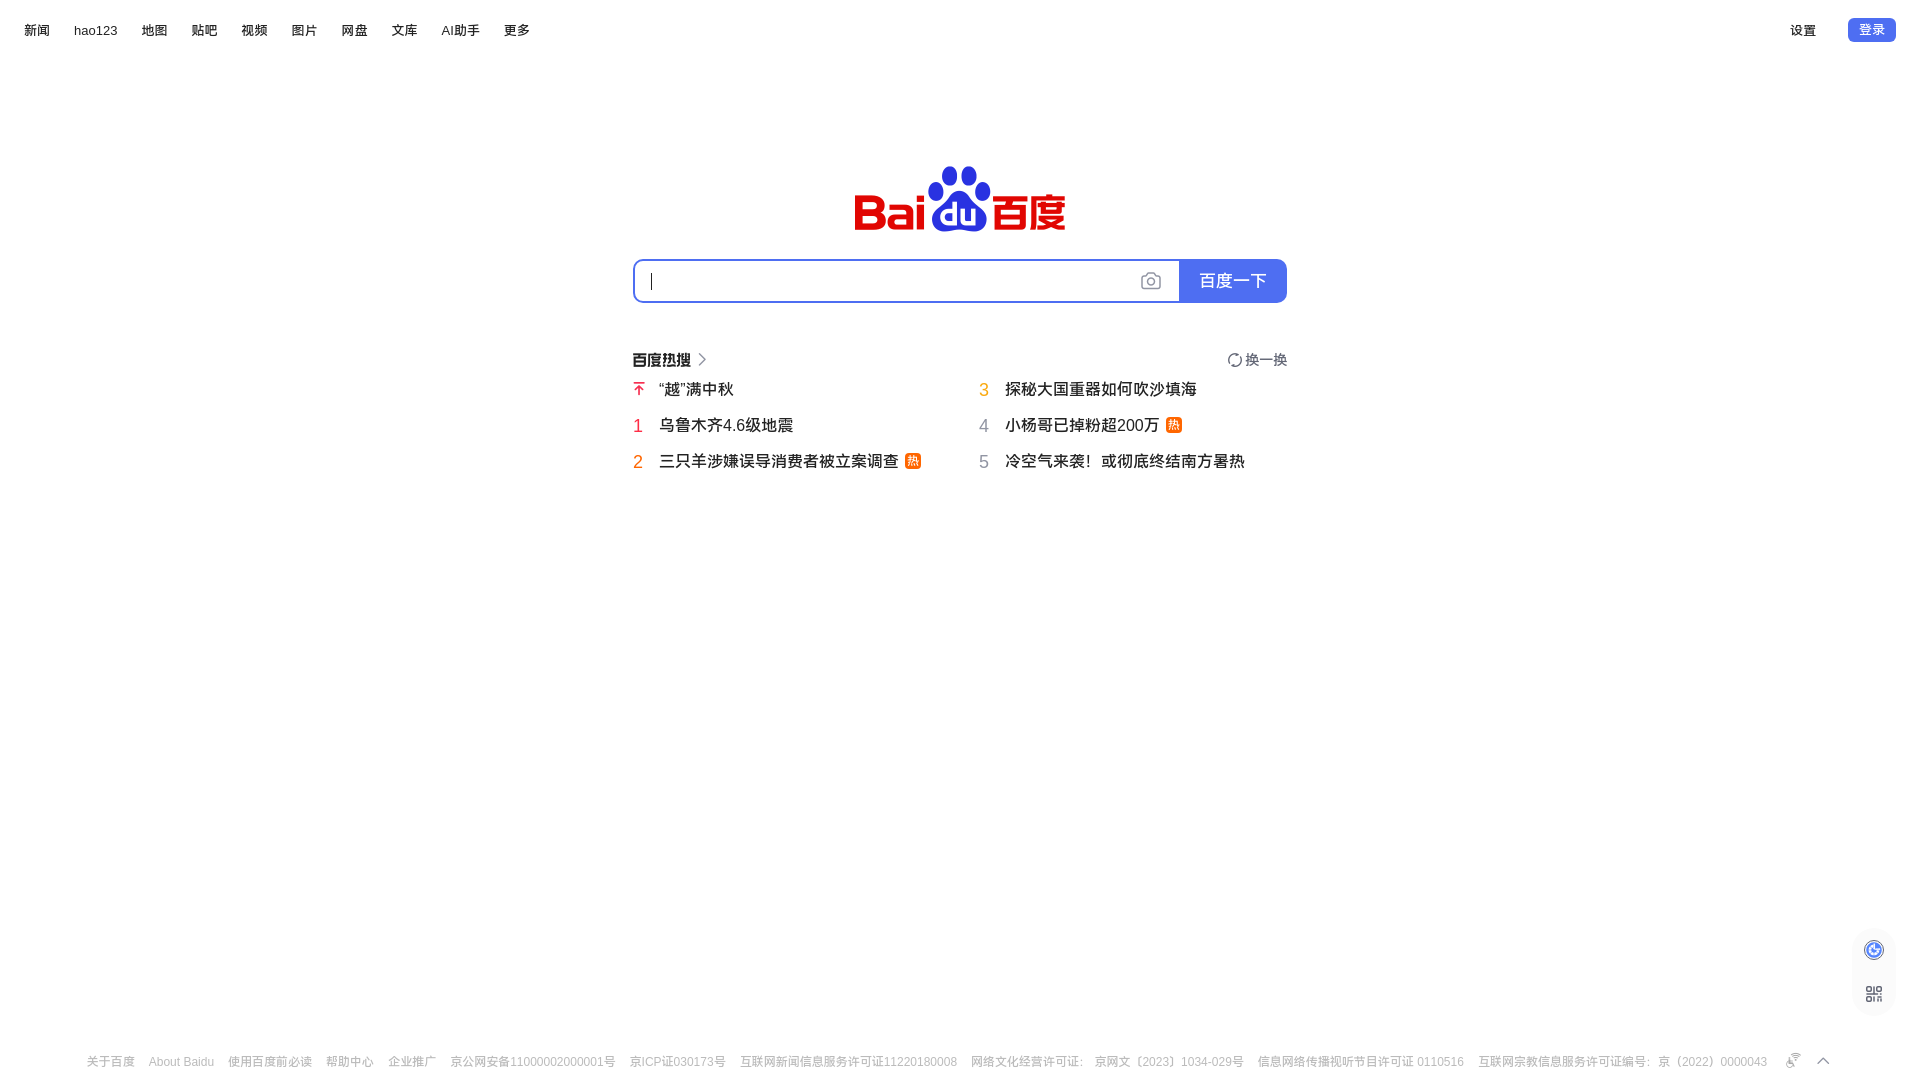 新闻 hao123 地图 贴吧 视频 图片 网盘 文库 AI助手 更多 设置 登录
Bai du 百度
百度一下
百度热搜 换一换
“越”满中秋
1 乌鲁木齐4.6级地震
2 三只羊涉嫌误导消费者被立案调查 热
3 探秘大国重器如何吹沙填海
4 小杨哥已掉粉超200万 热
5 冷空气来袭！或彻底终结南方暑热
关于百度 About Baidu 使用百度前必读 帮助中心 企业推广 京公网安备11000002000001号 京ICP证030173号 互联网新闻信息服务许可证11220180008 网络文化经营许可证： 京网文〔2023〕1034-029号 信息网络传播视听节目许可证 0110516 互联网宗教信息服务许可证编号：京（2022）0000043